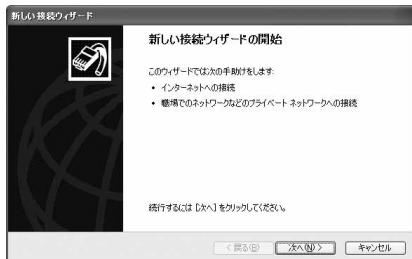 新しい接続ウィザード
新しい接続ウィザードの開始
このウィザードでは次の手助けをします:
• インターネットへの接続
• 職場でのネットワークなどのプライベート ネットワークへの接続
続行するには [次へ] をクリックしてください。
< 戻る(B)
次へ(N) >
キャンセル